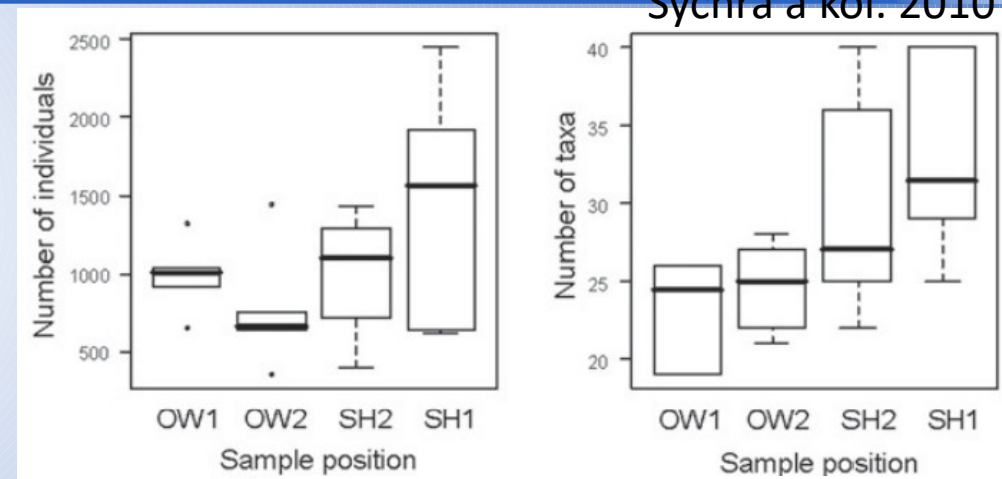 Sychra a kol. 2010
Number of individuals
2500
2000
1500
1000
500
OW1 OW2 SH2 SH1
Sample position
Number of taxa
40
35
30
25
20
OW1 OW2 SH2 SH1
Sample position